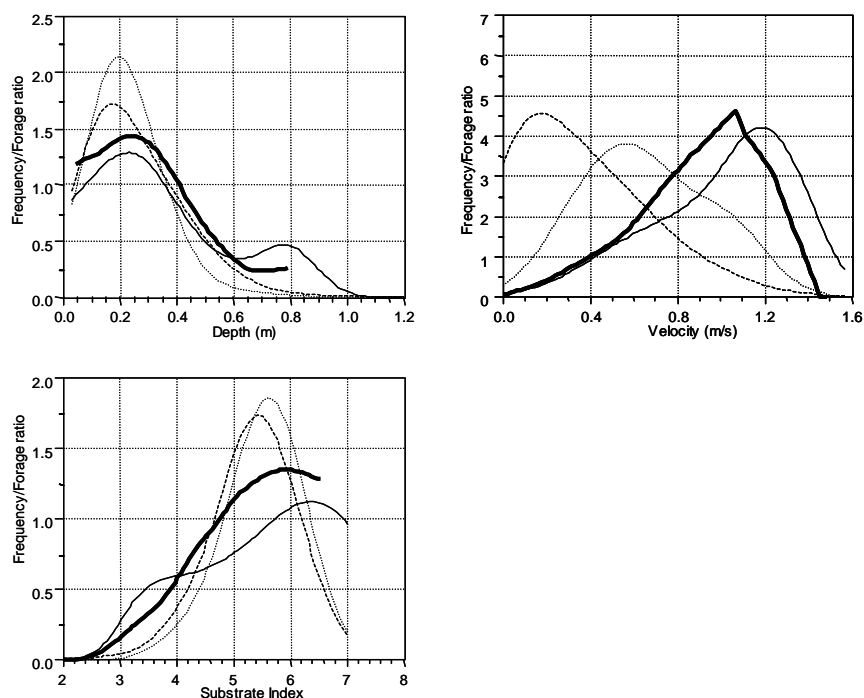 2.5
2.0
1.5
1.0
0.5
0.0
Frequency/Forage ratio
0.0 0.2 0.4 0.6 0.8 1.0 1.2
Depth (m)
7
6
5
4
3
2
1
0
Frequency/Forage ratio
0.0 0.4 0.8 1.2 1.6
Velocity (m/s)
2.0
1.5
1.0
0.5
0.0
Frequency/Forage ratio
2 3 4 5 6 7 8
Substrate Index